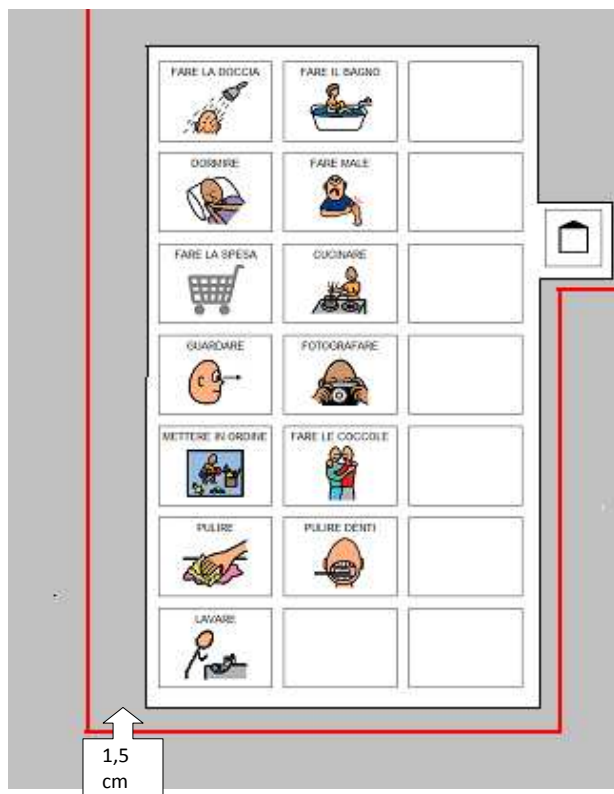 FARE LA DOCCIA
FARE IL BAGNO
DORMIRE
FARE MALE
FARE LA SPESA
CUCINARE
GUARDARE
FOTOGRAFARE
METTERE IN ORDINE
FARE LE COCCOLE
PULIRE
PULIRE DENTI
LAVARE
1,5
cm